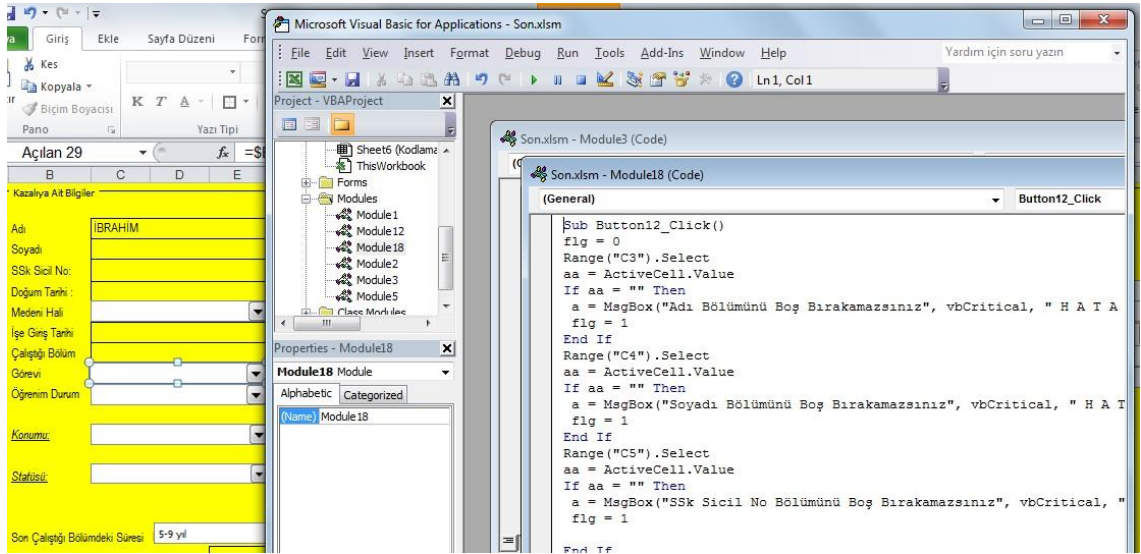 Giriş Ekle Sayfa Düzeni
Kes
Kopyala
Biçim Boyacısı
K T A
Pano
Yazı Tipi
Açılan 29
fx
B C D E
Kazalıya Ait Bilgiler
Adı
İBRAHİM
Soyadı
SSk Sicil No:
Doğum Tarihi :
Medeni Hali
İşe Giriş Tarihi
Çalıştığı Bölüm
Görevi
Öğrenim Durum
Konumu:
Statüsü:
Son Çalıştığı Bölümdeki Süresi 5-9 yıl
Microsoft Visual Basic for Applications - Son.xlsm
File Edit View Insert Format Debug Run Tools Add-Ins Window Help
Yardım için soru yazın
Ln 1, Col 1
Project - VBAProject
Sheet6 (Kodlama
ThisWorkbook
Forms
Modules
Module1
Module12
Module18
Module2
Module3
Module5
Class Modules
Properties - Module18
Module18 Module
Alphabetic Categorized
(Name) Module18
Son.xlsm - Module3 (Code)
Son.xlsm - Module18 (Code)
(General)
Button12_Click
Sub Button12_Click()
flg = 0
Range("C3").Select
aa = ActiveCell.Value
If aa = "" Then
a = MsgBox("Adı Bölümünü Boş Bırakamazsınız", vbCritical, " H A T A
flg = 1
End If
Range("C4").Select
aa = ActiveCell.Value
If aa = "" Then
a = MsgBox("Soyadı Bölümünü Boş Bırakamazsınız", vbCritical, " H A T
flg = 1
End If
Range("C5").Select
aa = ActiveCell.Value
If aa = "" Then
a = MsgBox("SSk Sicil No Bölümünü Boş Bırakamazsınız", vbCritical, "
flg = 1
End If